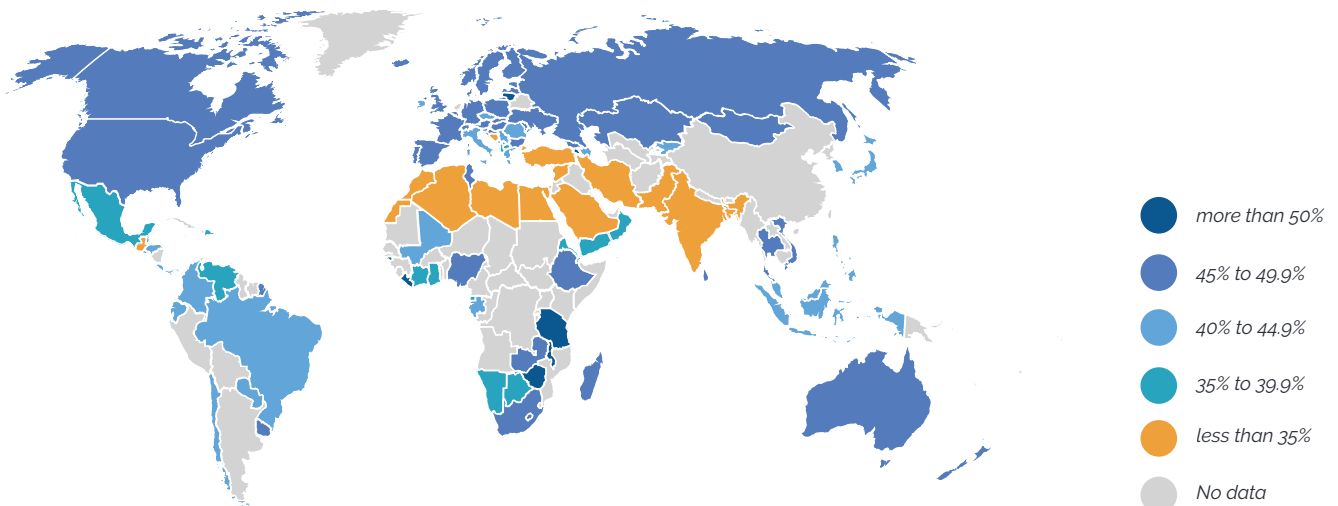 more than 50%
45% to 49.9%
40% to 44.9%
35% to 39.9%
less than 35%
No data